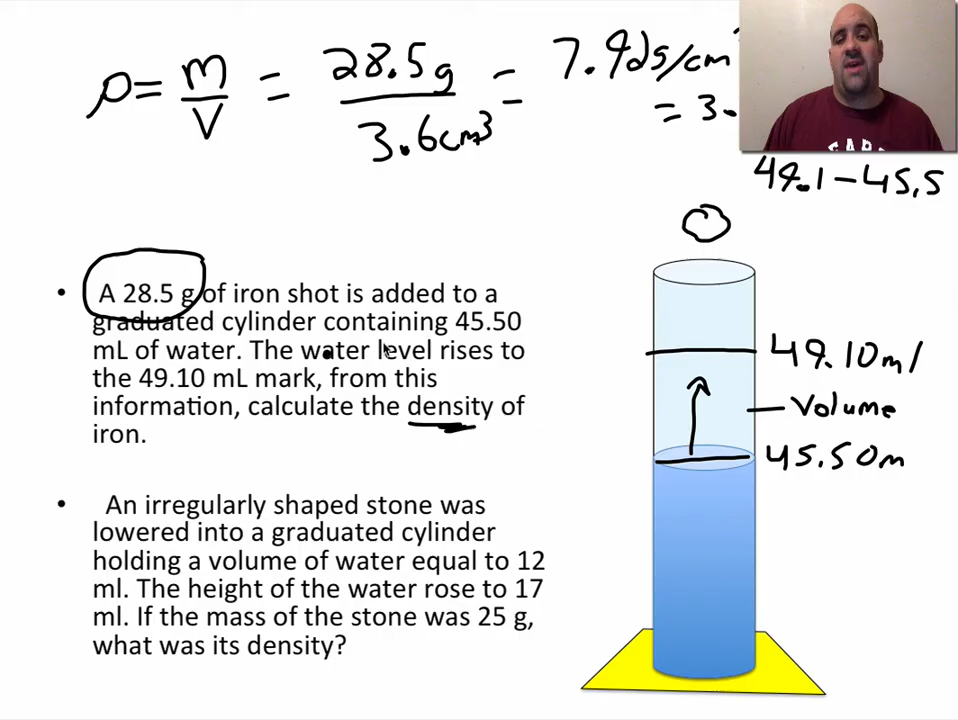 ρ = m/V = 28.5g/3.6cm³ = 7.92g/cm
= 3.
49.1 – 45.5
• A 28.5 g of iron shot is added to a
graduated cylinder containing 45.50
mL of water. The water level rises to
the 49.10 mL mark, from this
information, calculate the density of
iron.
49.10ml
Volume
45.50m
• An irregularly shaped stone was
lowered into a graduated cylinder
holding a volume of water equal to 12
ml. The height of the water rose to 17
ml. If the mass of the stone was 25 g,
what was its density?